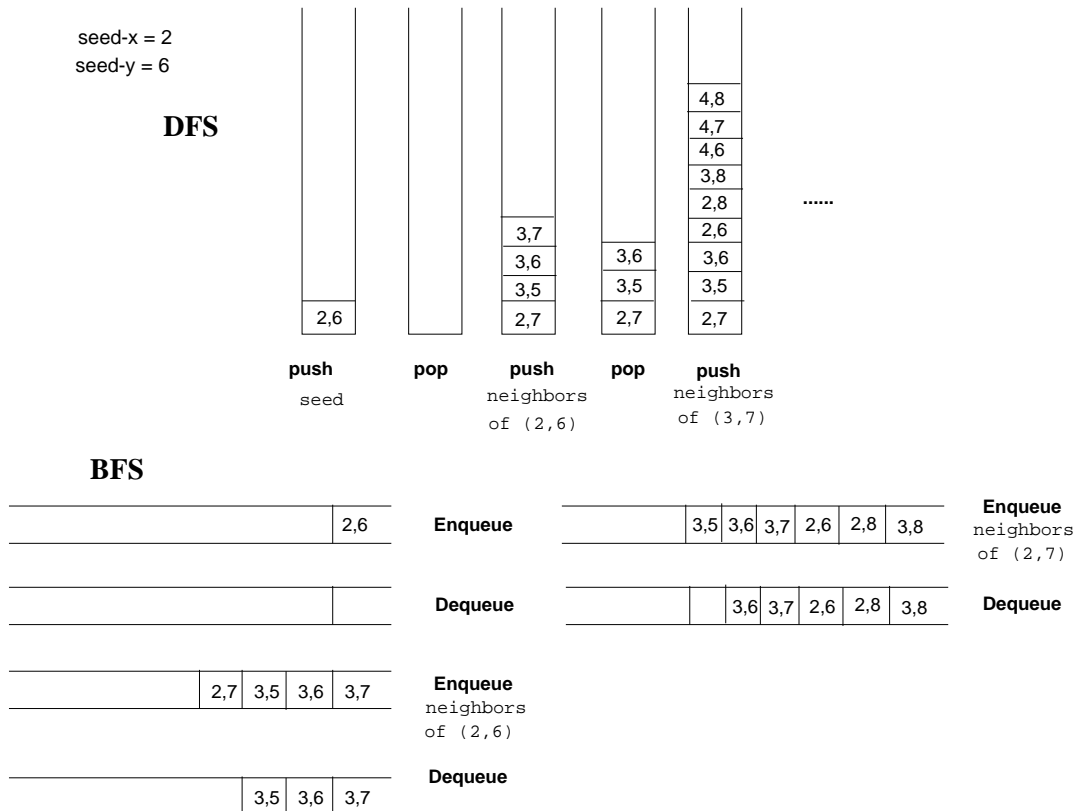 seed-x = 2
seed-y = 6
DFS
2,6
3,7
3,6
3,5
2,7
3,6
3,5
2,7
4,8
4,7
4,6
3,8
2,8
2,6
3,6
3,5
2,7
......
push
seed
pop
push
neighbors
of (2,6)
pop
push
neighbors
of (3,7)
BFS
2,6
Enqueue
Dequeue
2,7 3,5 3,6 3,7
Enqueue
neighbors
of (2,6)
3,5 3,6 3,7
Dequeue
3,5 3,6 3,7 2,6 2,8 3,8
Enqueue
neighbors
of (2,7)
3,6 3,7 2,6 2,8 3,8
Dequeue